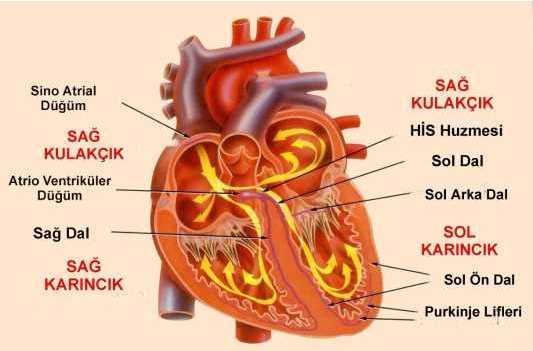 Sino Atrial
Düğüm
SAĞ
KULAKÇIK
Atrio Ventriküler
Düğüm
Sağ Dal
SAĞ
KARINCIK
SAĞ
KULAKÇIK
HİS Huzmesi
Sol Dal
Sol Arka Dal
SOL
KARINCIK
Sol Ön Dal
Purkinje Lifleri